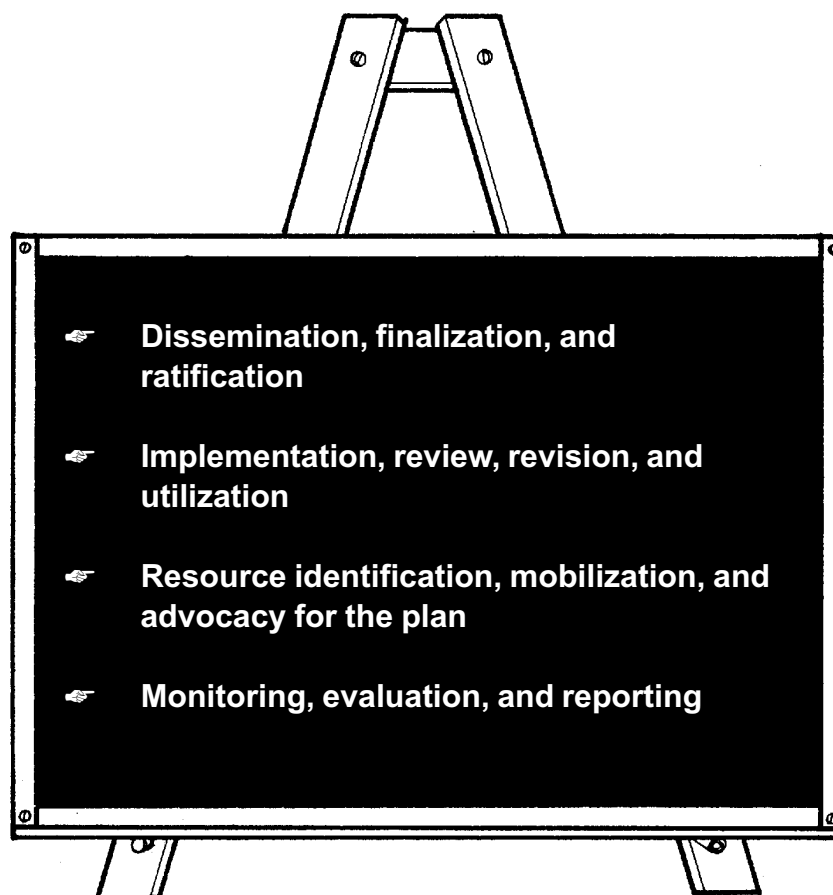 ☞ Dissemination, finalization, and
ratification
☞ Implementation, review, revision, and
utilization
☞ Resource identification, mobilization, and
advocacy for the plan
☞ Monitoring, evaluation, and reporting